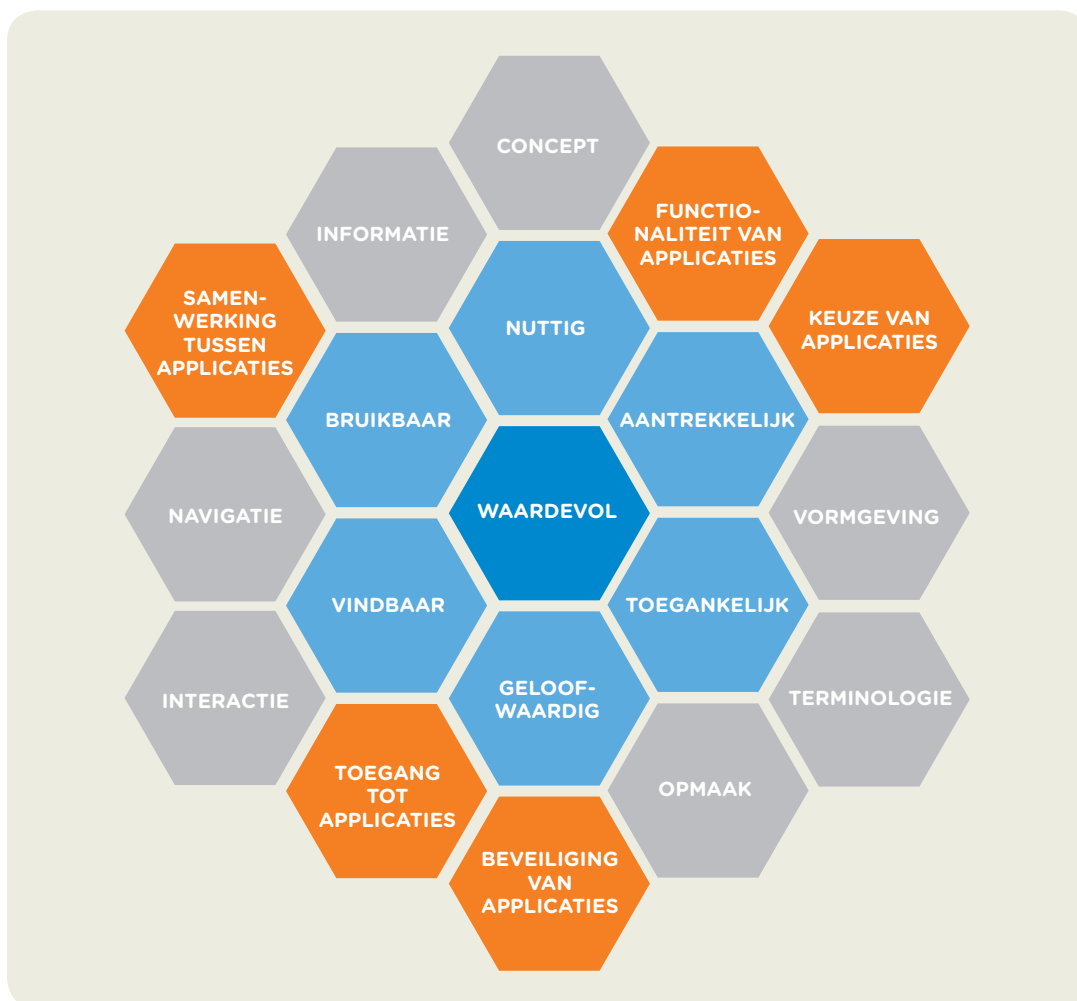 CONCEPT
INFORMATIE
FUNCTIO-
NALITEIT VAN
APPLICATIES
SAMEN-
WERKING
TUSSEN
APPLICATIES
NUTTIG
KEUZE VAN
APPLICATIES
BRUIKBAAR
AANTREKKELIJK
NAVIGATIE
WAARDEVOL
VORMGEVING
VINDBAAR
TOEGANKELIJK
INTERACTIE
GELOOF-
WAARDIG
TERMINOLOGIE
TOEGANG
TOT
APPLICATIES
OPMAAK
BEVEILIGING
VAN
APPLICATIES